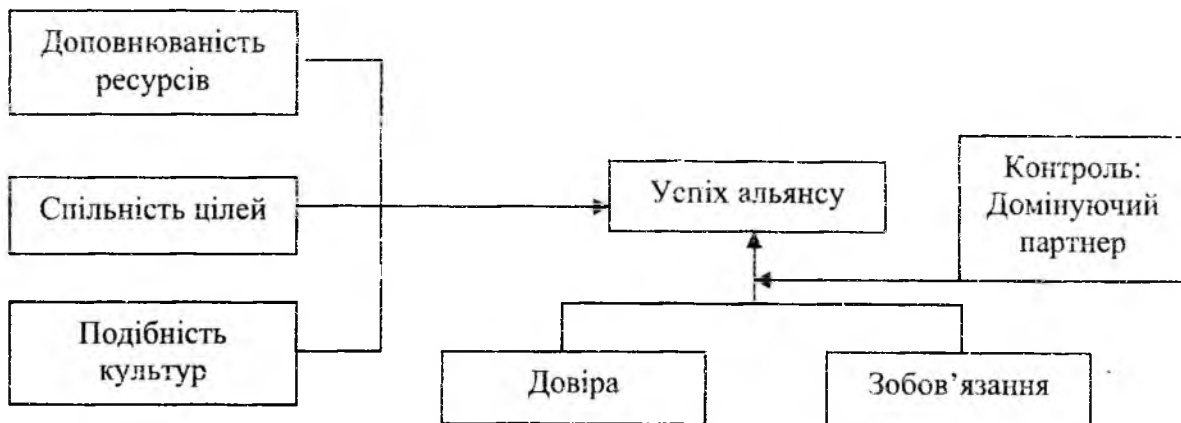 Доповнюваність
ресурсів
Спільність цілей
Подібність
культур
Успіх альянсу
Контроль:
Домінуючий
партнер
Довіра
Зобов’язання